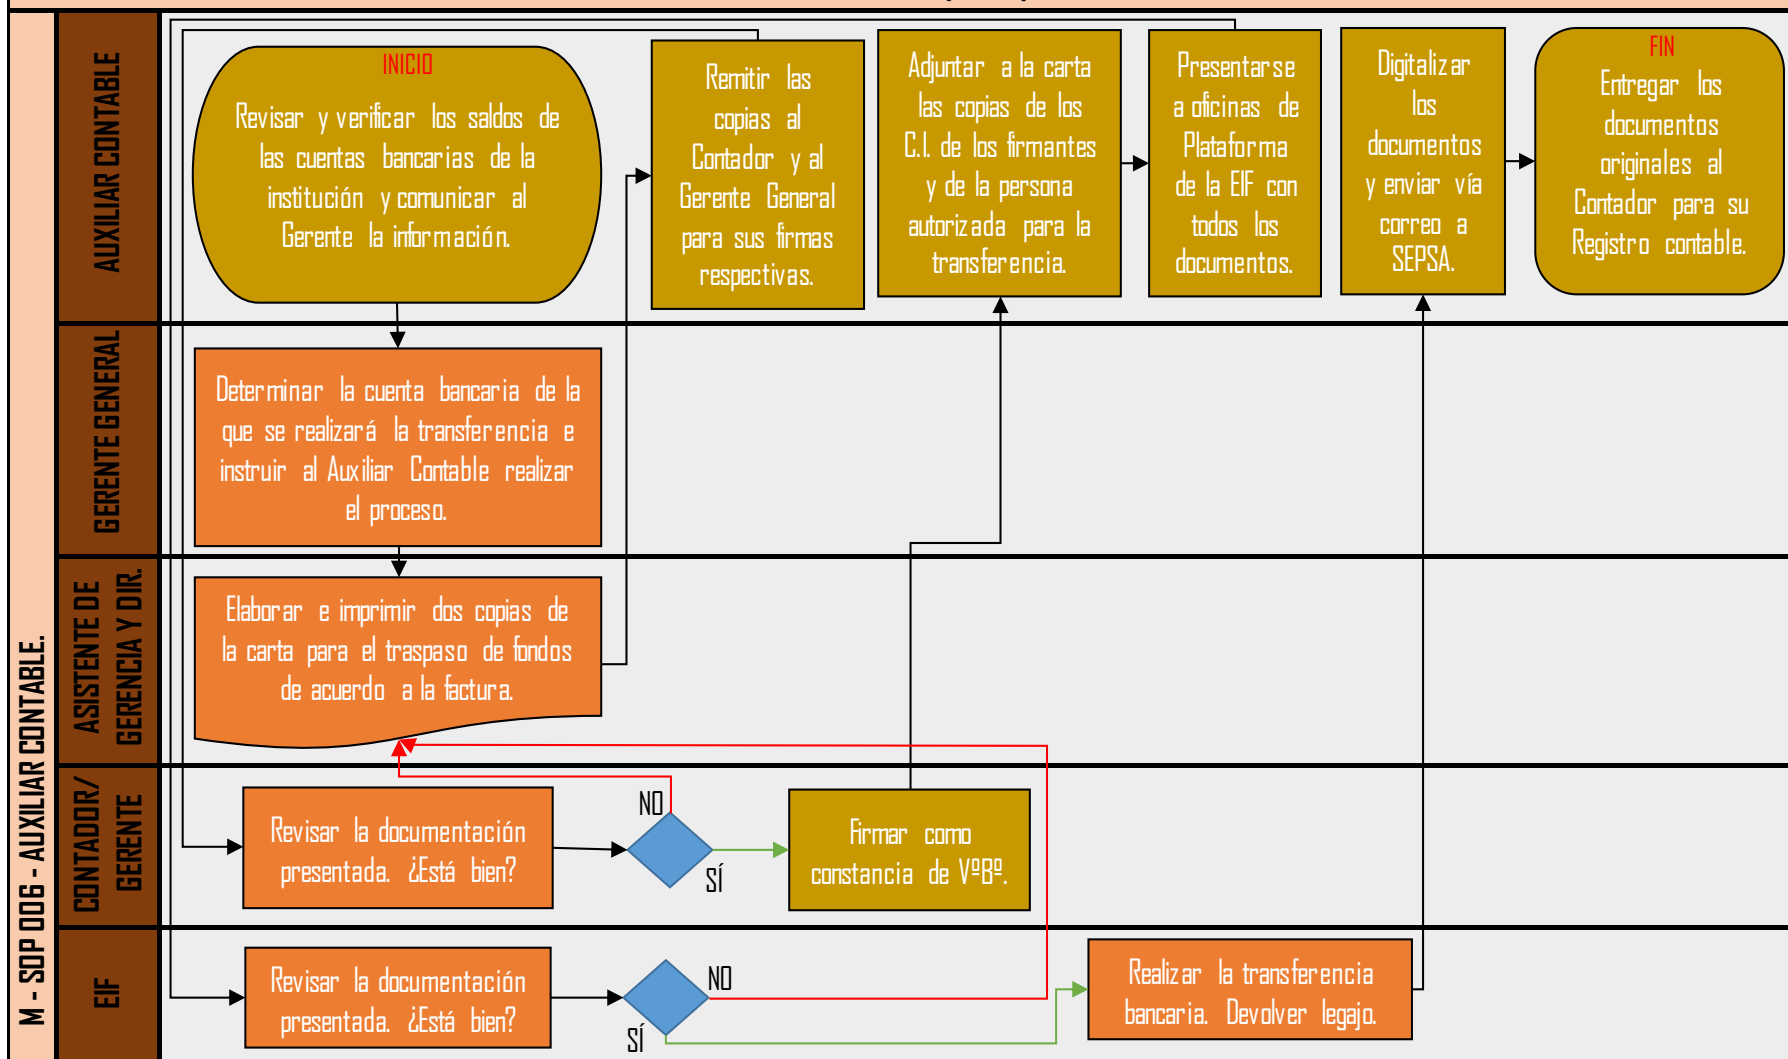 M - SOP 006 - AUXILIAR CONTABLE.
AUXILIAR CONTABLE
INICIO
Revisar y verificar los saldos de
las cuentas bancarias de la
institución y comunicar al
Gerente la información.
Remitir las
copias al
Contador y al
Gerente General
para sus firmas
respectivas.
Adjuntar a la carta
las copias de los
C.I. de los firmantes
y de la persona
autorizada para la
transferencia.
Presentarse
a oficinas de
Plataforma
de la EIF con
todos los
documentos.
Digitalizar
los
documentos
y enviar vía
correo a
SEPSA.
FIN
Entregar los
documentos
originales al
Contador para su
Registro contable.
GERENTE GENERAL
Determinar la cuenta bancaria de la
que se realizará la transferencia e
instruir al Auxiliar Contable realizar
el proceso.
ASISTENTE DE
GERENCIA Y DIR.
Elaborar e imprimir dos copias de
la carta para el traspaso de fondos
de acuerdo a la factura.
CONTADOR/
GERENTE
Revisar la documentación
presentada. ¿Está bien?
NO
SÍ
Firmar como
constancia de VºBº.
EIF
Revisar la documentación
presentada. ¿Está bien?
NO
SÍ
Realizar la transferencia
bancaria. Devolver legajo.